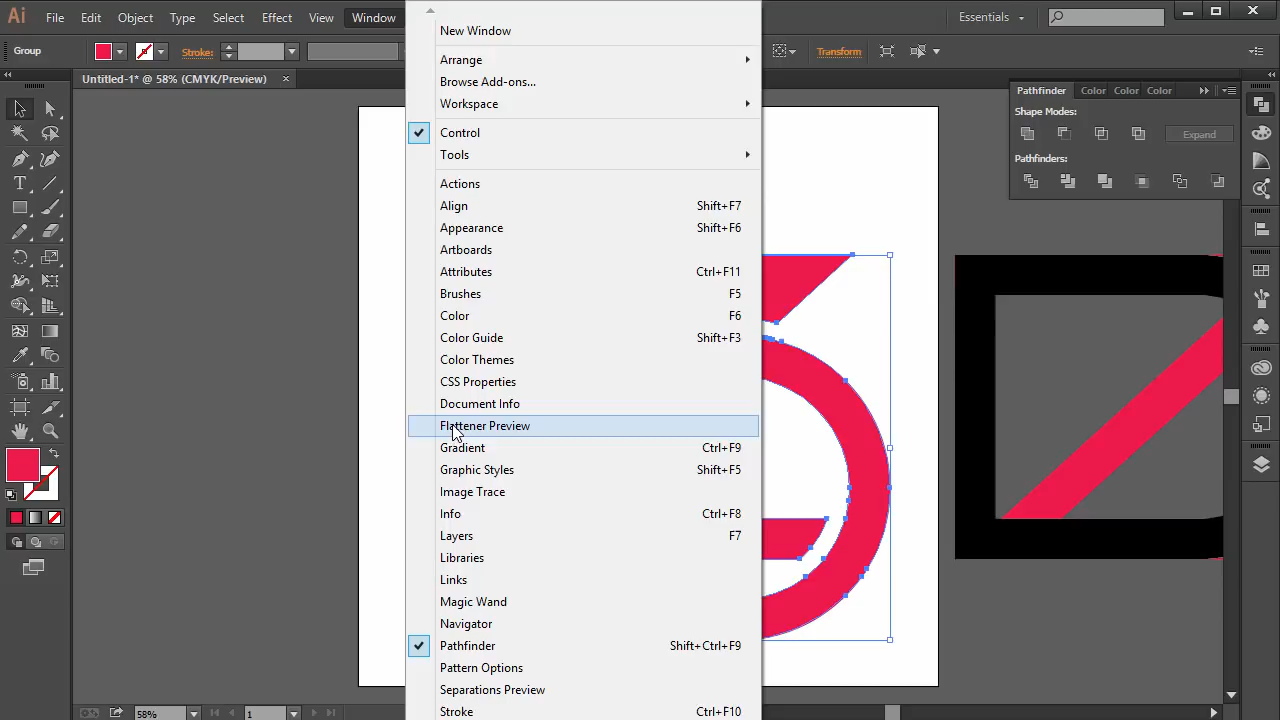 Ai File Edit Object Type Select Effect View Window Essentials
Group Stroke: Transform
Untitled-1* @ 58% (CMYK/Preview) ×
New Window
Arrange
Browse Add-ons...
Workspace
Control
Tools
Actions
Align Shift+F7
Appearance Shift+F6
Artboards
Attributes Ctrl+F11
Brushes F5
Color F6
Color Guide Shift+F3
Color Themes
CSS Properties
Document Info
Flattener Preview
Gradient Ctrl+F9
Graphic Styles Shift+F5
Image Trace
Info Ctrl+F8
Layers F7
Libraries
Links
Magic Wand
Navigator
Pathfinder Shift+Ctrl+F9
Pattern Options
Separations Preview
Stroke Ctrl+F10
Pathfinder Color Color Color
Shape Modes:
Expand
Pathfinders:
58% 1